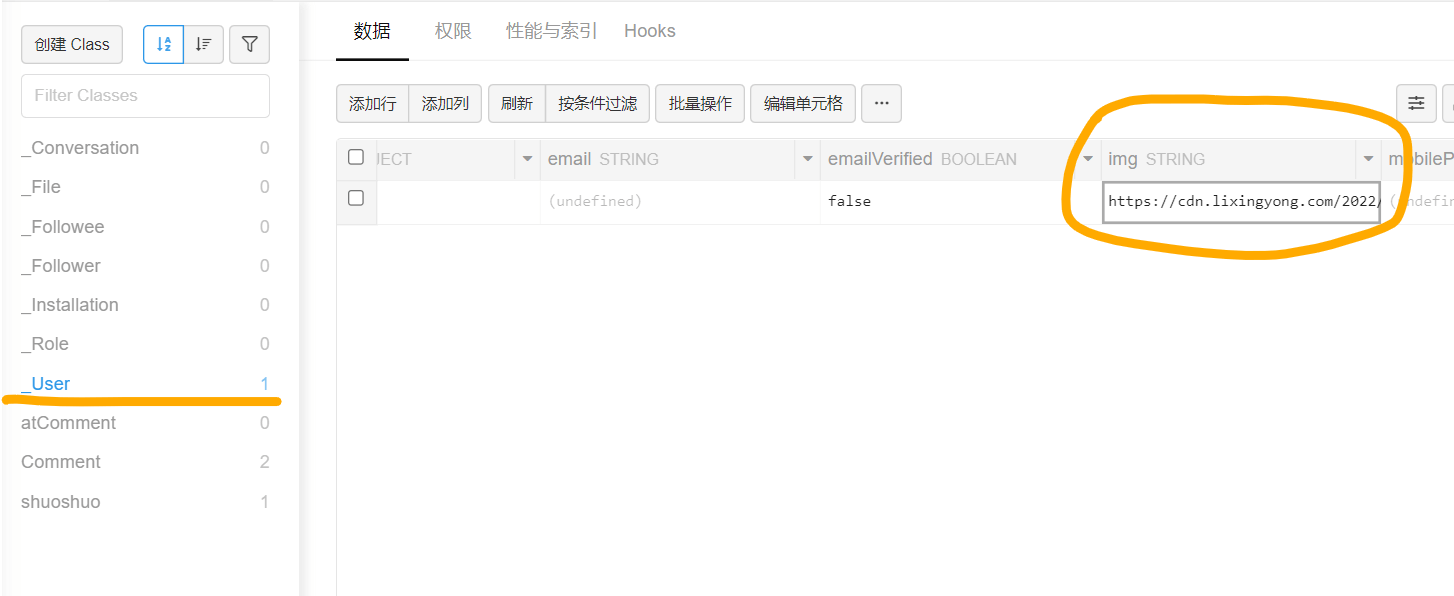 创建 Class
Filter Classes
_Conversation 0
_File 0
_Followee 0
_Follower 0
_Installation 0
_Role 0
_User 1
atComment 0
Comment 2
shuoshuo 1
数据 权限 性能与索引 Hooks
添加行 添加列 刷新 按条件过滤 批量操作 编辑单元格 ···
JECT email STRING emailVerified BOOLEAN img STRING mobileP
(undefined) false https://cdn.lixingyong.com/2022/ (undefin